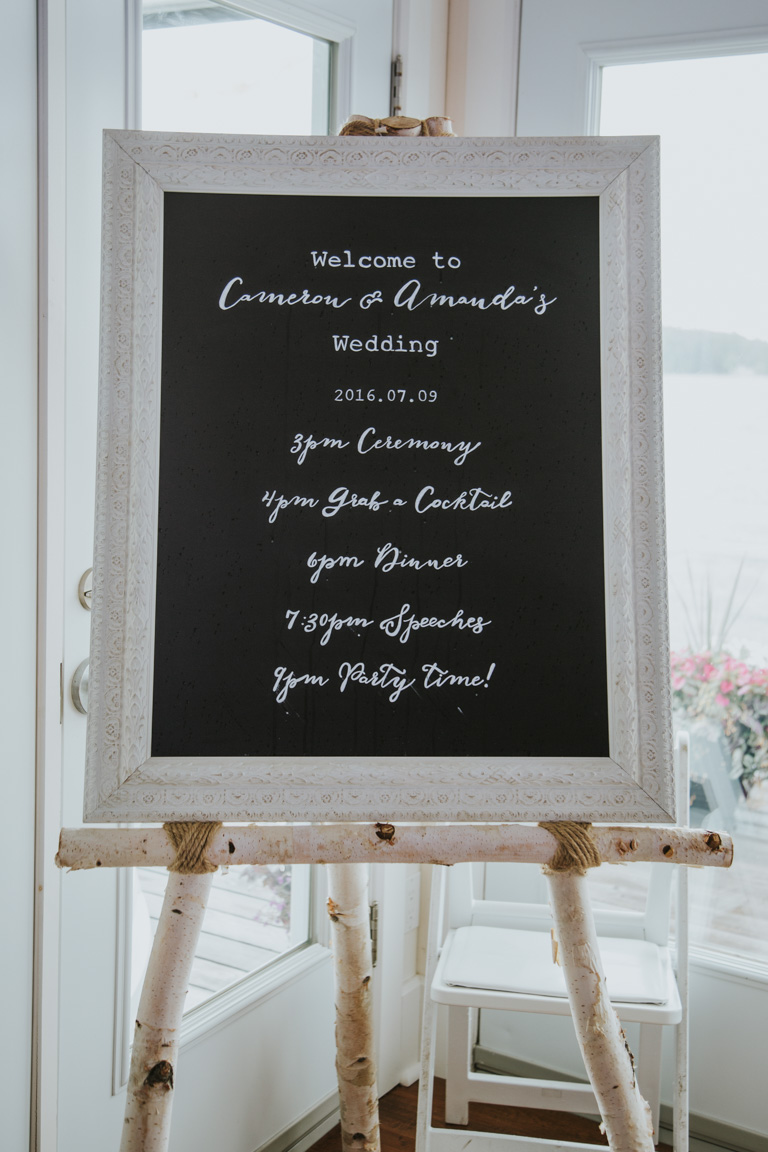 Welcome to
Cameron & Amanda's
Wedding
2016.07.09
3pm Ceremony
4pm Grab a Cocktail
6pm Dinner
7:30pm Speeches
9pm Party time!